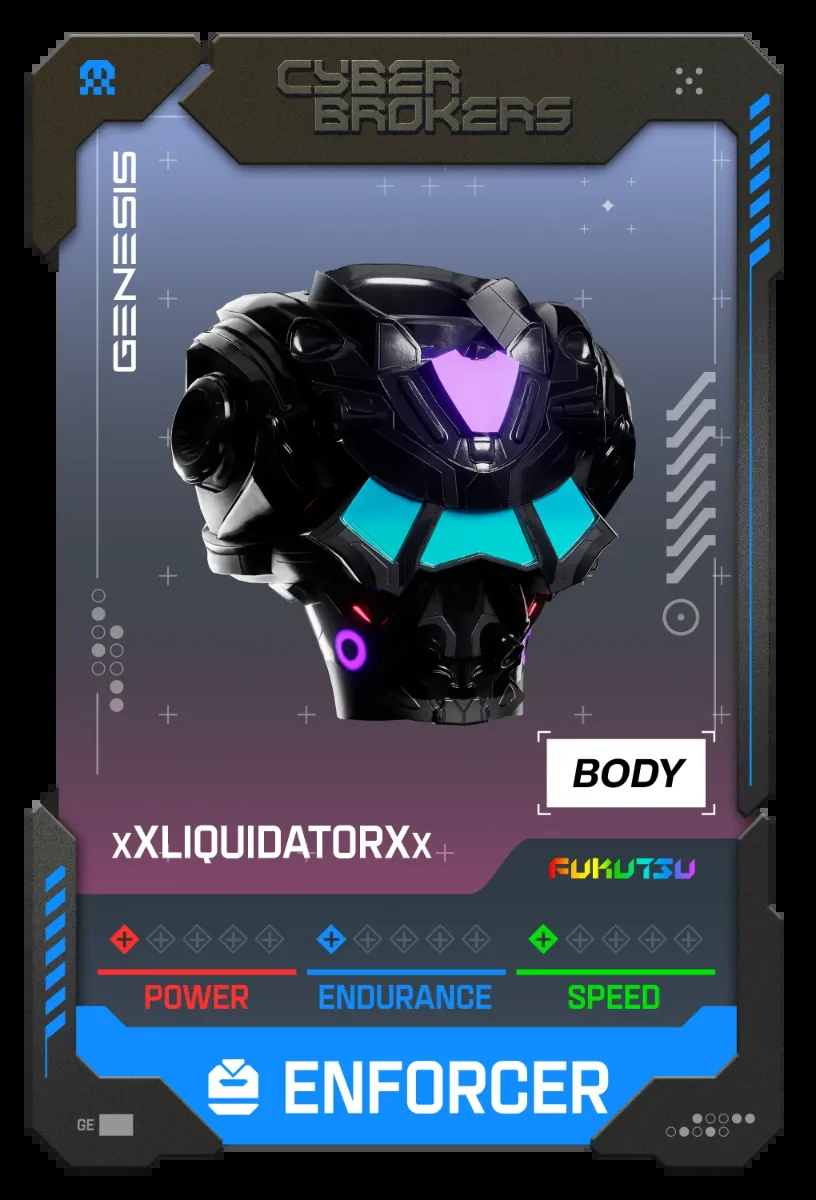 CYBER
BROKERS
GENESIS
BODY
xXLIQUIDATORXx
FUKUTSU
POWER
ENDURANCE
SPEED
ENFORCER
GE